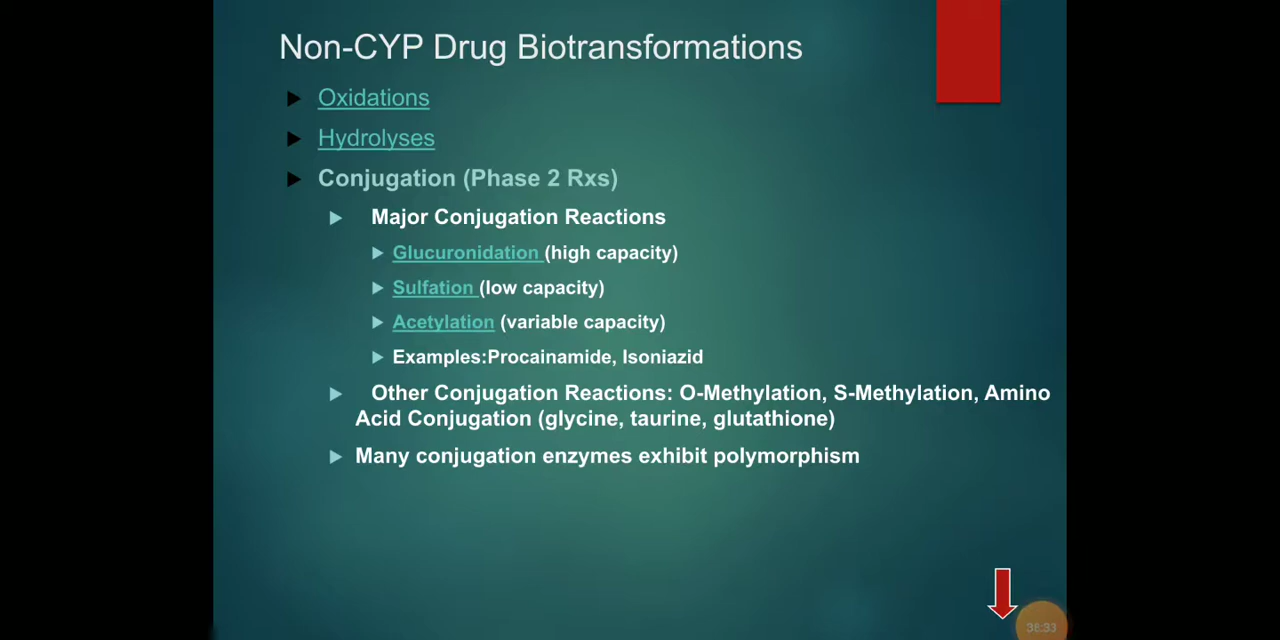 Non-CYP Drug Biotransformations
Oxidations
Hydrolyses
Conjugation (Phase 2 Rxs)
Major Conjugation Reactions
Glucuronidation (high capacity)
Sulfation (low capacity)
Acetylation (variable capacity)
Examples:Procainamide, Isoniazid
Other Conjugation Reactions: O-Methylation, S-Methylation, Amino
Acid Conjugation (glycine, taurine, glutathione)
Many conjugation enzymes exhibit polymorphism
38:33